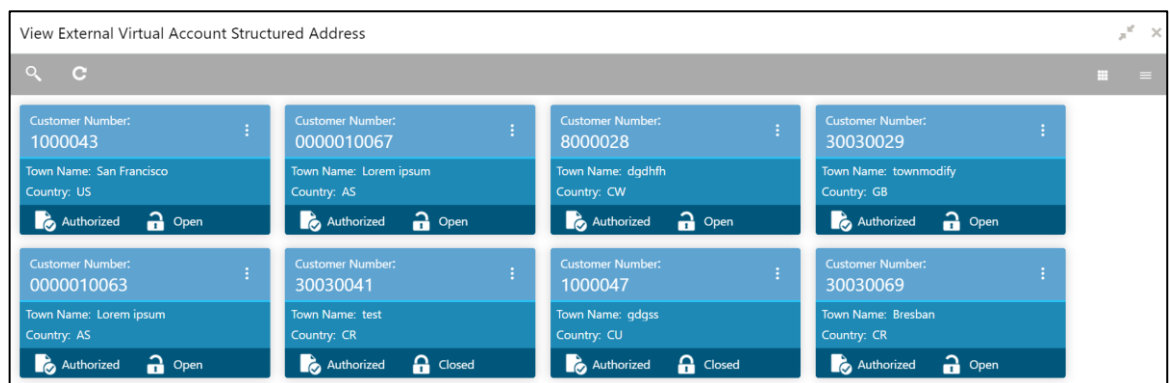 View External Virtual Account Structured Address
Customer Number:
1000043
Town Name: San Francisco
Country: US
Authorized Open
Customer Number:
0000010067
Town Name: Lorem ipsum
Country: AS
Authorized Open
Customer Number:
8000028
Town Name: dgdhfh
Country: CW
Authorized Open
Customer Number:
30030029
Town Name: townmodify
Country: GB
Authorized Open
Customer Number:
0000010063
Town Name: Lorem ipsum
Country: AS
Authorized Open
Customer Number:
30030041
Town Name: test
Country: CR
Authorized Closed
Customer Number:
1000047
Town Name: qdqss
Country: CU
Authorized Closed
Customer Number:
30030069
Town Name: Bresban
Country: CR
Authorized Open